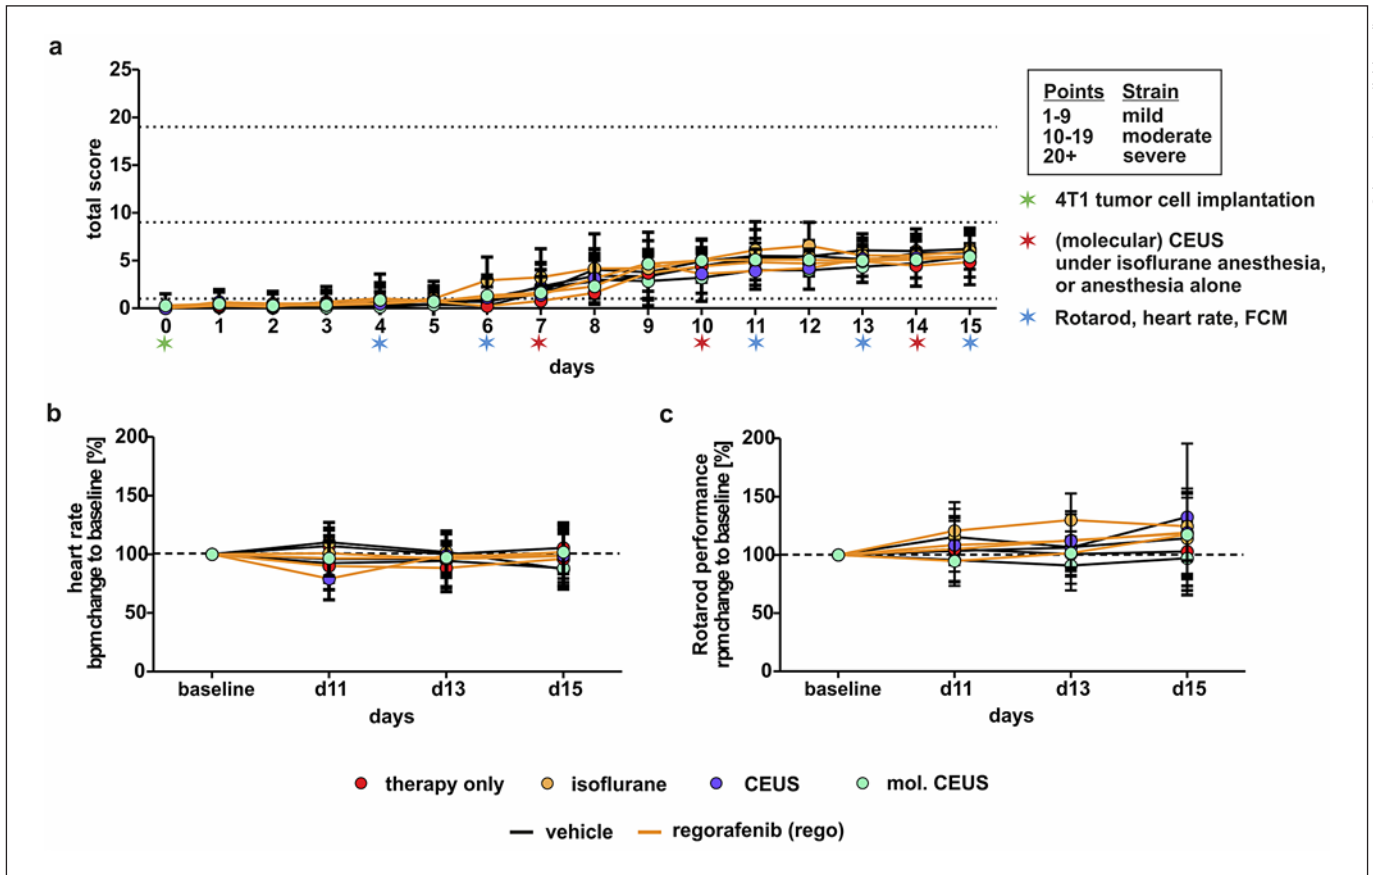 a
25
20
15
10
5
0
total score
0 1 2 3 4 5 6 7 8 9 10 11 12 13 14 15
days
Points Strain
1-9 mild
10-19 moderate
20+ severe
4T1 tumor cell implantation
(molecular) CEUS
under isoflurane anesthesia,
or anesthesia alone
Rotarod, heart rate, FCM
b
200
150
100
50
0
heart rate
bpmchange to baseline [%]
baseline d11 d13 d15
days
c
200
150
100
50
0
Rotarod performance
rpmchange to baseline [%]
baseline d11 d13 d15
days
therapy only isoflurane CEUS mol. CEUS
vehicle regorafenib (rego)